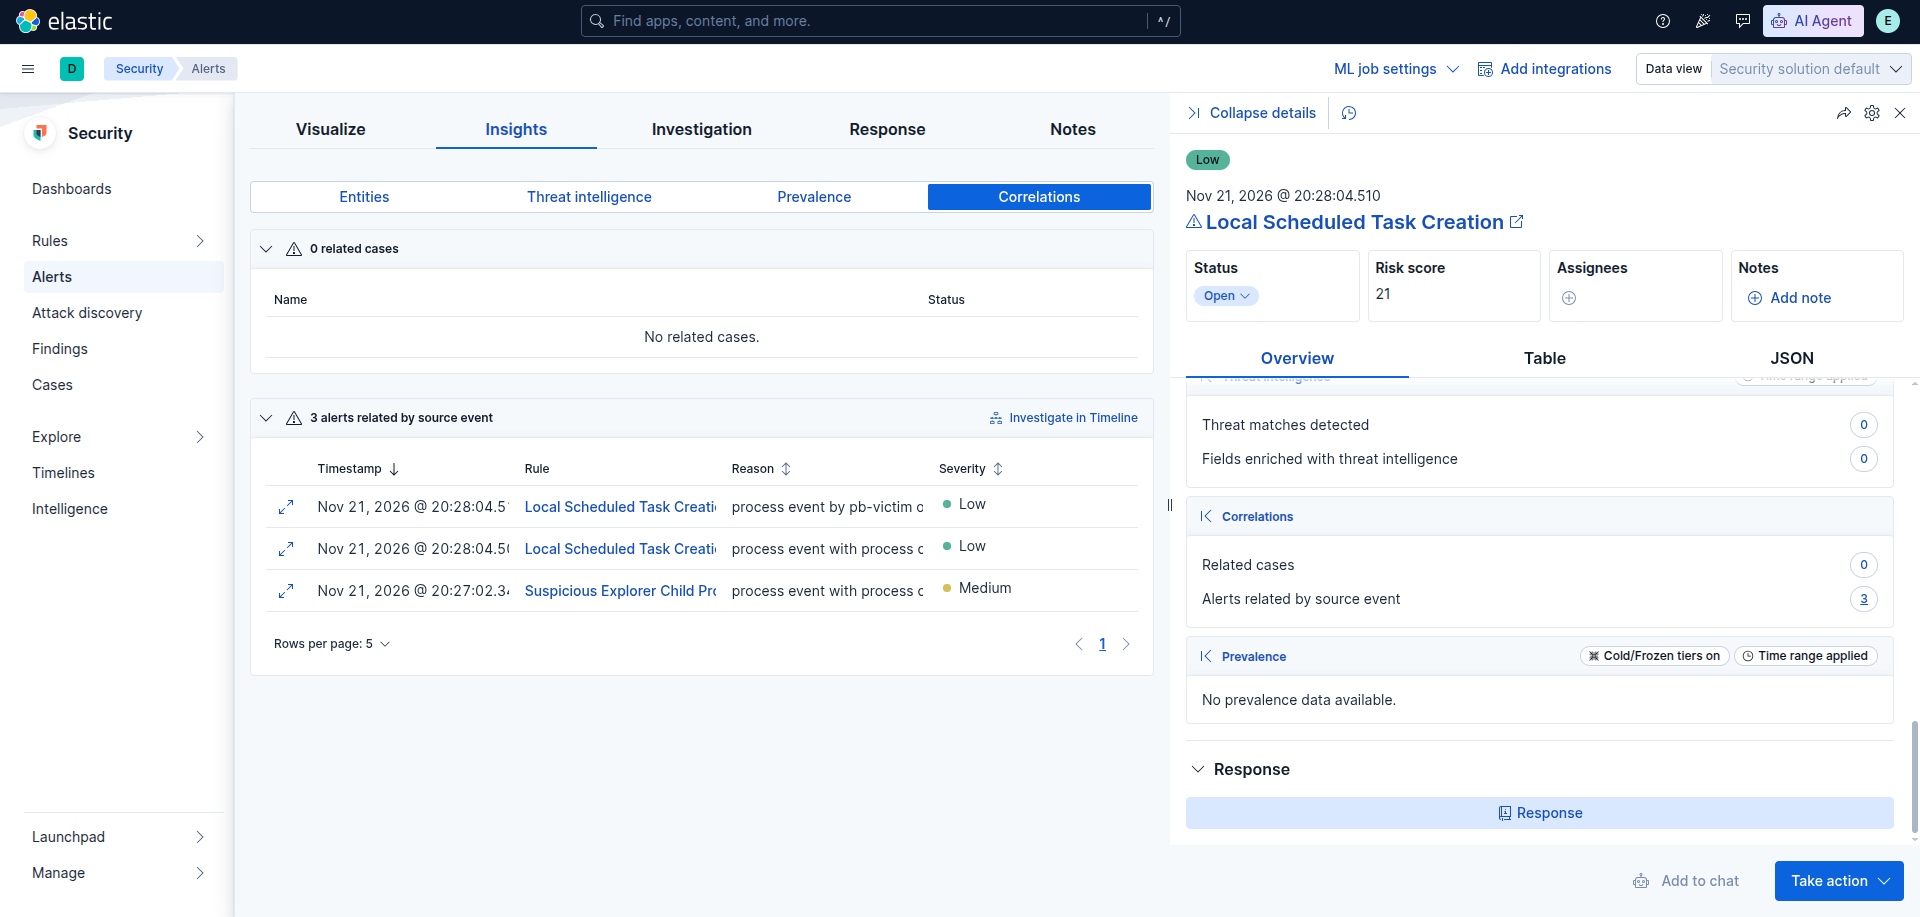 elastic
Find apps, content, and more.
^ /
AI Agent
E
D
Security
Alerts
ML job settings
Add integrations
Data view
Security solution default
Security
Dashboards
Rules
Alerts
Attack discovery
Findings
Cases
Explore
Timelines
Intelligence
Launchpad
Manage
Visualize
Insights
Investigation
Response
Notes
Entities
Threat intelligence
Prevalence
Correlations
0 related cases
Name
Status
No related cases.
3 alerts related by source event
Investigate in Timeline
Timestamp
Rule
Reason
Severity
Nov 21, 2026 @ 20:28:04.5
Local Scheduled Task Creati
process event by pb-victim
Low
Nov 21, 2026 @ 20:28:04.5
Local Scheduled Task Creati
process event with process
Low
Nov 21, 2026 @ 20:27:02.3
Suspicious Explorer Child Pr
process event with process
Medium
Rows per page: 5
1
Collapse details
Low
Nov 21, 2026 @ 20:28:04.510
Local Scheduled Task Creation
Status
Open
Risk score
21
Assignees
Notes
Add note
Overview
Table
JSON
Threat intelligence
Time range applied
Threat matches detected
0
Fields enriched with threat intelligence
0
Correlations
Related cases
0
Alerts related by source event
3
Prevalence
Cold/Frozen tiers on
Time range applied
No prevalence data available.
Response
Response
Add to chat
Take action